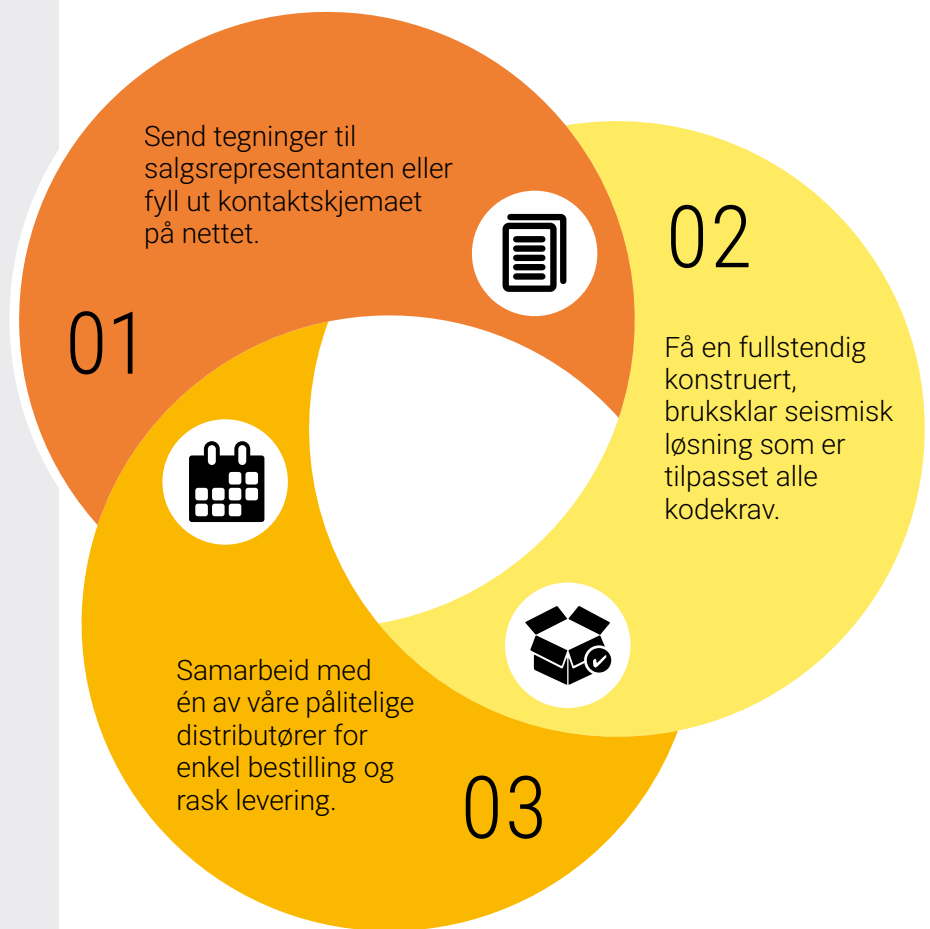 01
Send tegninger til
salgsrepresentanten eller
fyll ut kontaktskjemaet
på nettet.
02
Få en fullstendig
konstruert,
bruksklar seismisk
løsning som er
tilpasset alle
kodekrav.
03
Samarbeid med
én av våre pålitelige
distributører for
enkel bestilling og
rask levering.